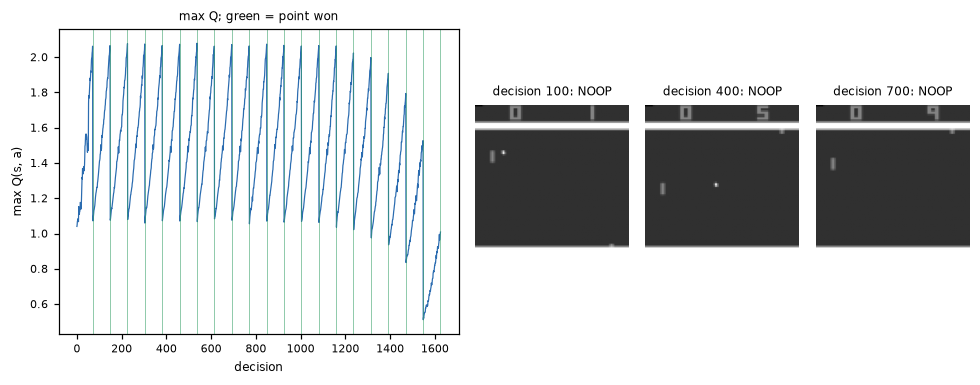 max Q; green = point won
max Q(s, a)
2.0
1.8
1.6
1.4
1.2
1.0
0.8
0.6
0 200 400 600 800 1000 1200 1400 1600
decision
decision 100: NOOP
0 1
decision 400: NOOP
0 5
decision 700: NOOP
0 9